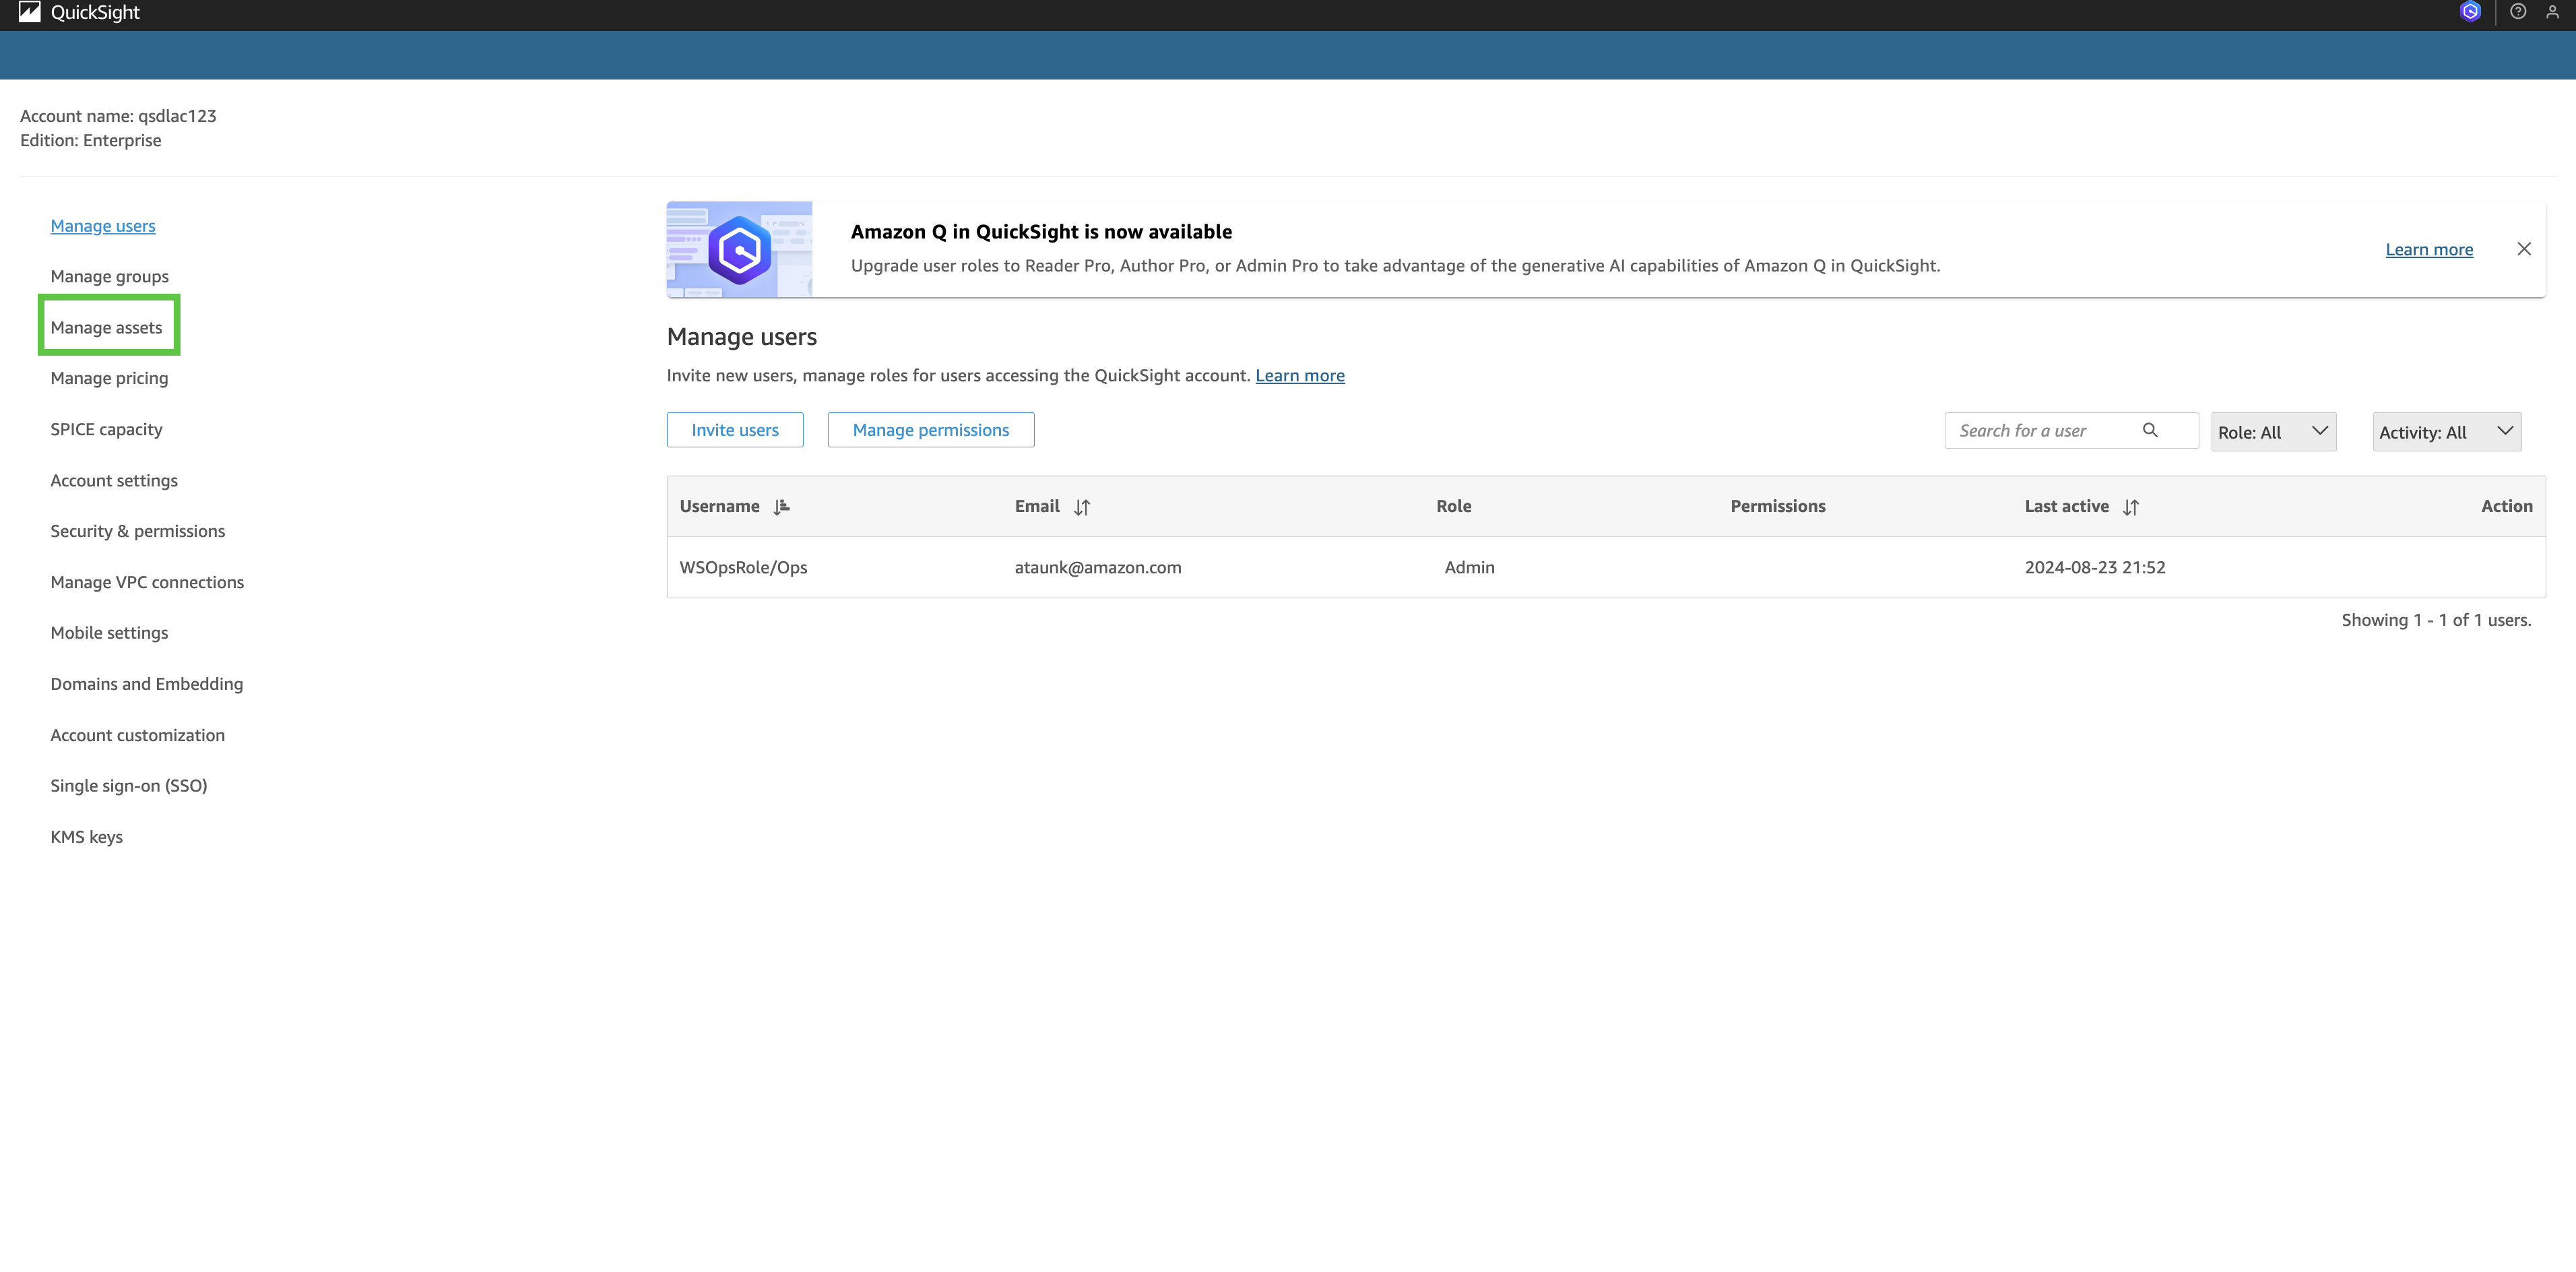 QuickSight
Account name: qsdlac123
Edition: Enterprise
Manage users
Manage groups
Manage assets
Manage pricing
SPICE capacity
Account settings
Security & permissions
Manage VPC connections
Mobile settings
Domains and Embedding
Account customization
Single sign-on (SSO)
KMS keys
Amazon Q in QuickSight is now available
Upgrade user roles to Reader Pro, Author Pro, or Admin Pro to take advantage of the generative AI capabilities of Amazon Q in QuickSight.
Learn more
Manage users
Invite new users, manage roles for users accessing the QuickSight account. Learn more
Invite users Manage permissions Search for a user Role: All Activity: All
Username Email Role Permissions Last active Action
WSOpsRole/Ops ataunk@amazon.com Admin 2024-08-23 21:52
Showing 1 - 1 of 1 users.